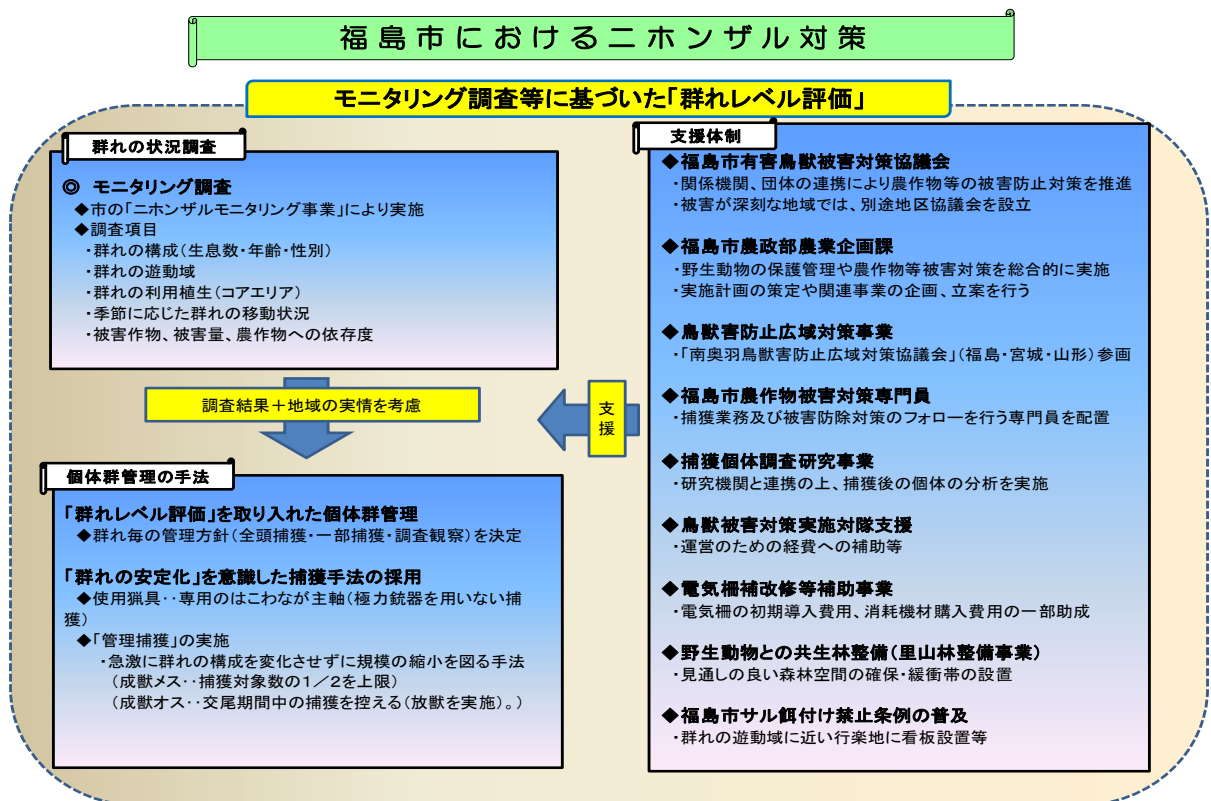 福島市におけるニホンザル対策
モニタリング調査等に基づいた「群れレベル評価」
群れの状況調査
◎ モニタリング調査
◆市の「ニホンザルモニタリング事業」により実施
◆調査項目
・群れの構成(生息数・年齢・性別)
・群れの遊動域
・群れの利用植生(コアエリア)
・季節に応じた群れの移動状況
・被害作物、被害量、農作物への依存度
調査結果＋地域の実情を考慮
個体群管理の手法
「群れレベル評価」を取り入れた個体群管理
◆群れ毎の管理方針(全頭捕獲・一部捕獲・調査観察)を決定
「群れの安定化」を意識した捕獲手法の採用
◆使用猟具‥専用のはこわなが主軸(極力銃器を用いない捕
獲)
◆「管理捕獲」の実施
・急激に群れの構成を変化させずに規模の縮小を図る手法
(成獣メス‥捕獲対象数の1／2を上限)
(成獣オス‥交尾期間中の捕獲を控える(放獣を実施)。)
支援
支援体制
◆福島市有害鳥獣被害対策協議会
・関係機関、団体の連携により農作物等の被害防止対策を推進
・被害が深刻な地域では、別途地区協議会を設立
◆福島市農政部農業企画課
・野生動物の保護管理や農作物等被害対策を総合的に実施
・実施計画の策定や関連事業の企画、立案を行う
◆鳥獣害防止広域対策事業
・「南奥羽鳥獣害防止広域対策協議会」(福島・宮城・山形)参画
◆福島市農作物被害対策専門員
・捕獲業務及び被害防除対策のフォローを行う専門員を配置
◆捕獲個体調査研究事業
・研究機関と連携の上、捕獲後の個体の分析を実施
◆鳥獣被害対策実施対隊支援
・運営のための経費への補助等
◆電気柵補改修等補助事業
・電気柵の初期導入費用、消耗機材購入費用の一部助成
◆野生動物との共生林整備(里山林整備事業)
・見通しの良い森林空間の確保・緩衝帯の設置
◆福島市サル餌付け禁止条例の普及
・群れの遊動域に近い行楽地に看板設置等